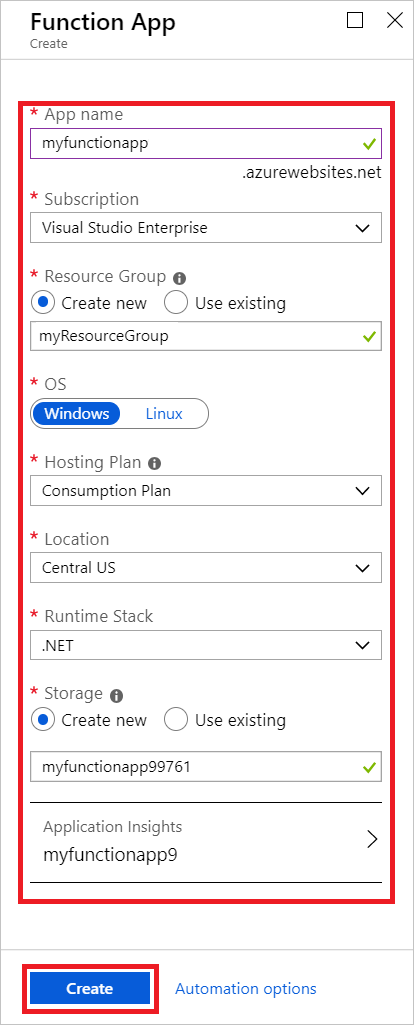 Function App
Create
* App name
myfunctionapp
.azurewebsites.net
* Subscription
Visual Studio Enterprise
* Resource Group
Create new Use existing
myResourceGroup
* OS
Windows Linux
* Hosting Plan
Consumption Plan
* Location
Central US
* Runtime Stack
.NET
* Storage
Create new Use existing
myfunctionapp99761
Application Insights
myfunctionapp9
Create Automation options